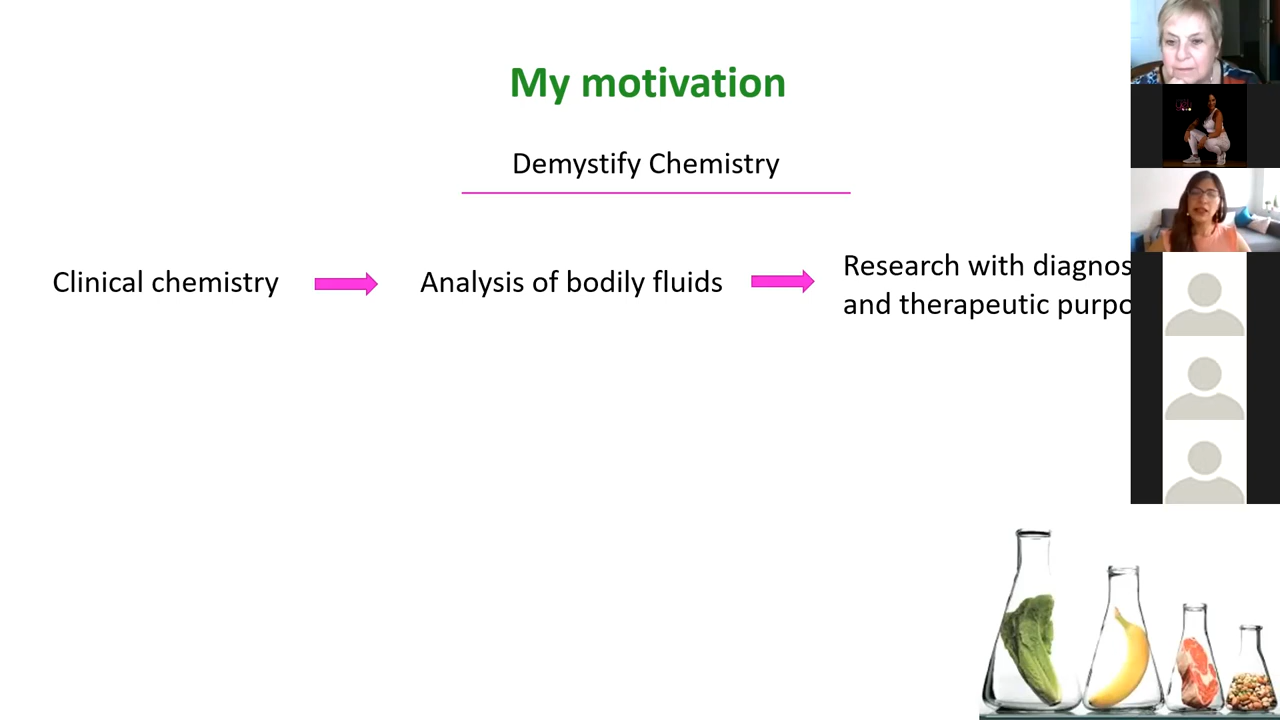 My motivation
Demystify Chemistry
Clinical chemistry
Analysis of bodily fluids
Research with diagnos
and therapeutic purpo